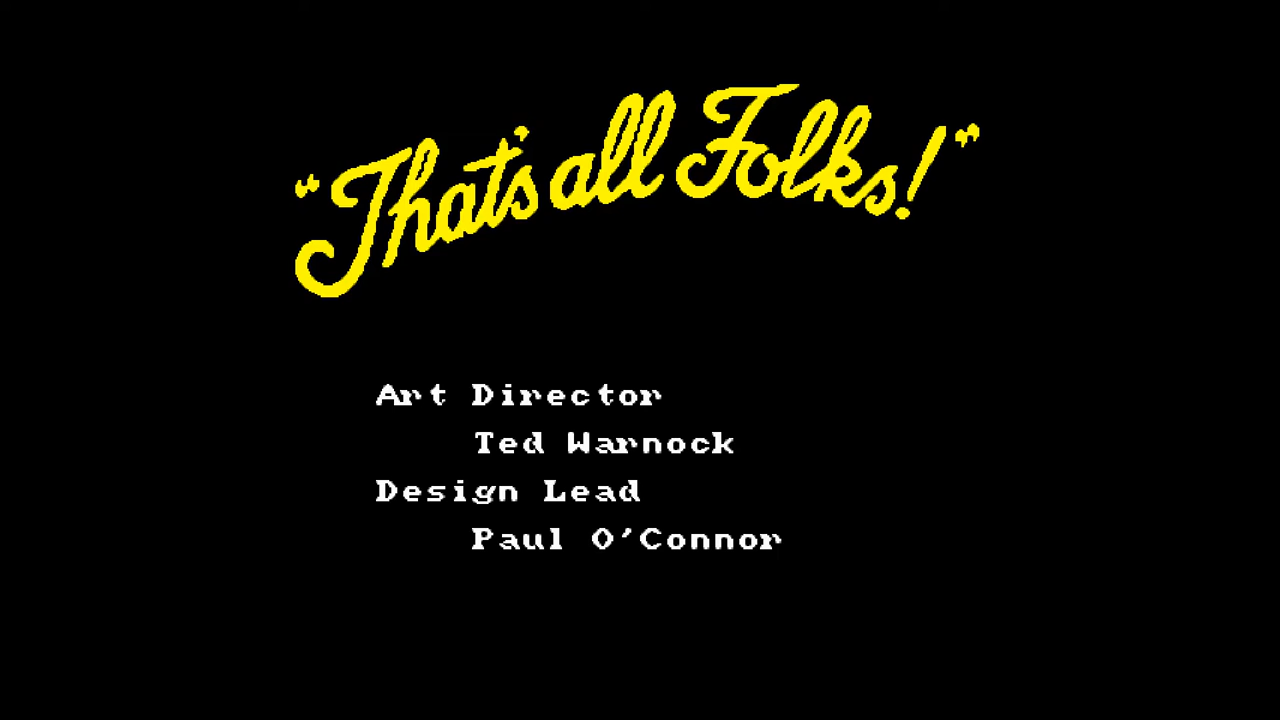 "That's all Folks!"
Art Director
Ted Warnock
Design Lead
Paul O'Connor